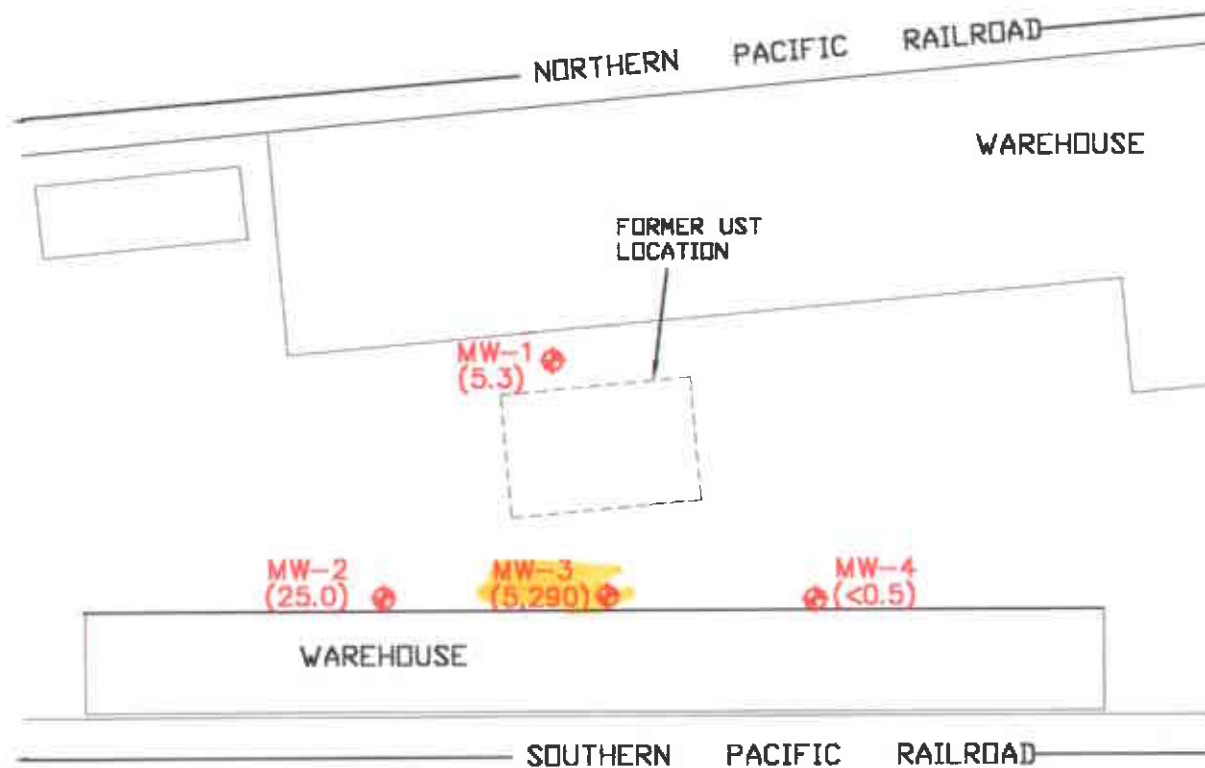 NORTHERN PACIFIC RAILROAD
WAREHOUSE
FORMER UST
LOCATION
MW-1
(5.3)
MW-2
(25.0)
MW-3
(5,290)
MW-4
(<0.5)
WAREHOUSE
SOUTHERN PACIFIC RAILROAD